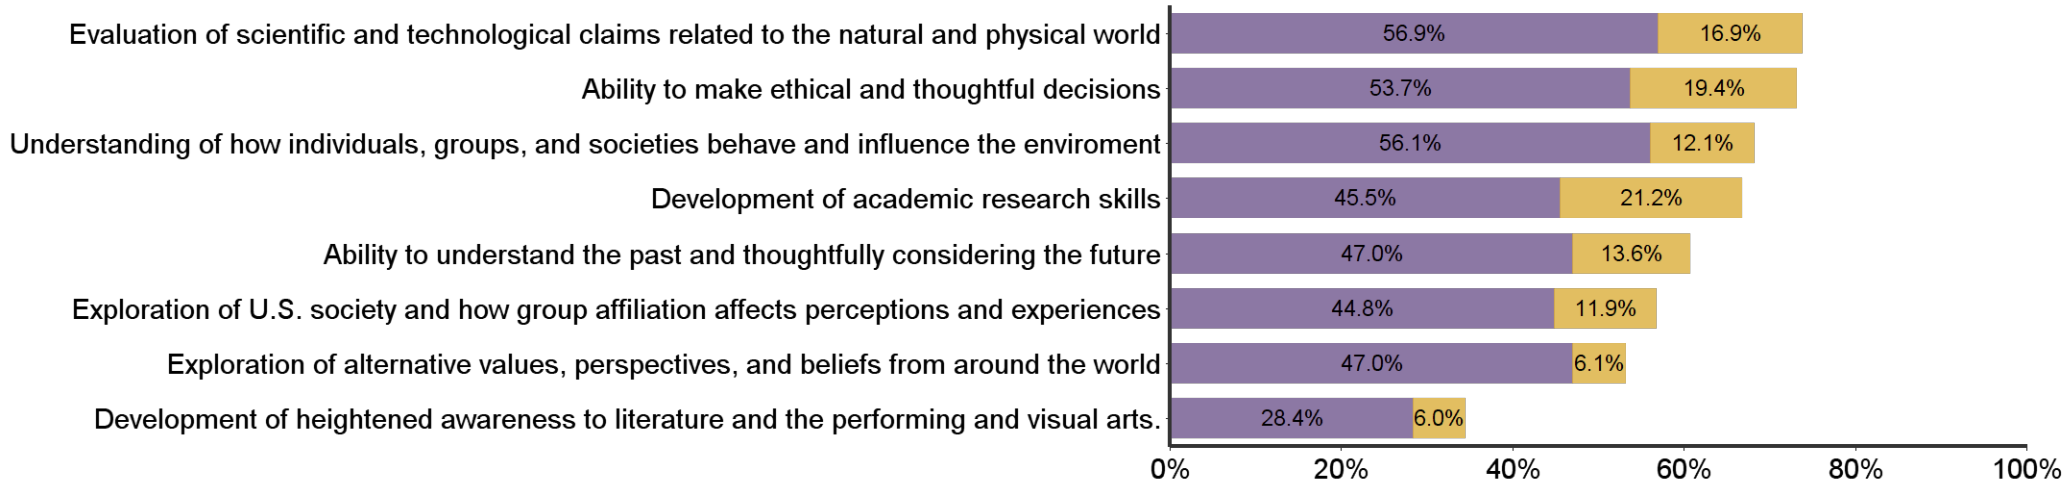 Evaluation of scientific and technological claims related to the natural and physical world 56.9% 16.9%
Ability to make ethical and thoughtful decisions 53.7% 19.4%
Understanding of how individuals, groups, and societies behave and influence the enviroment 56.1% 12.1%
Development of academic research skills 45.5% 21.2%
Ability to understand the past and thoughtfully considering the future 47.0% 13.6%
Exploration of U.S. society and how group affiliation affects perceptions and experiences 44.8% 11.9%
Exploration of alternative values, perspectives, and beliefs from around the world 47.0% 6.1%
Development of heightened awareness to literature and the performing and visual arts. 28.4% 6.0%
0% 20% 40% 60% 80% 100%